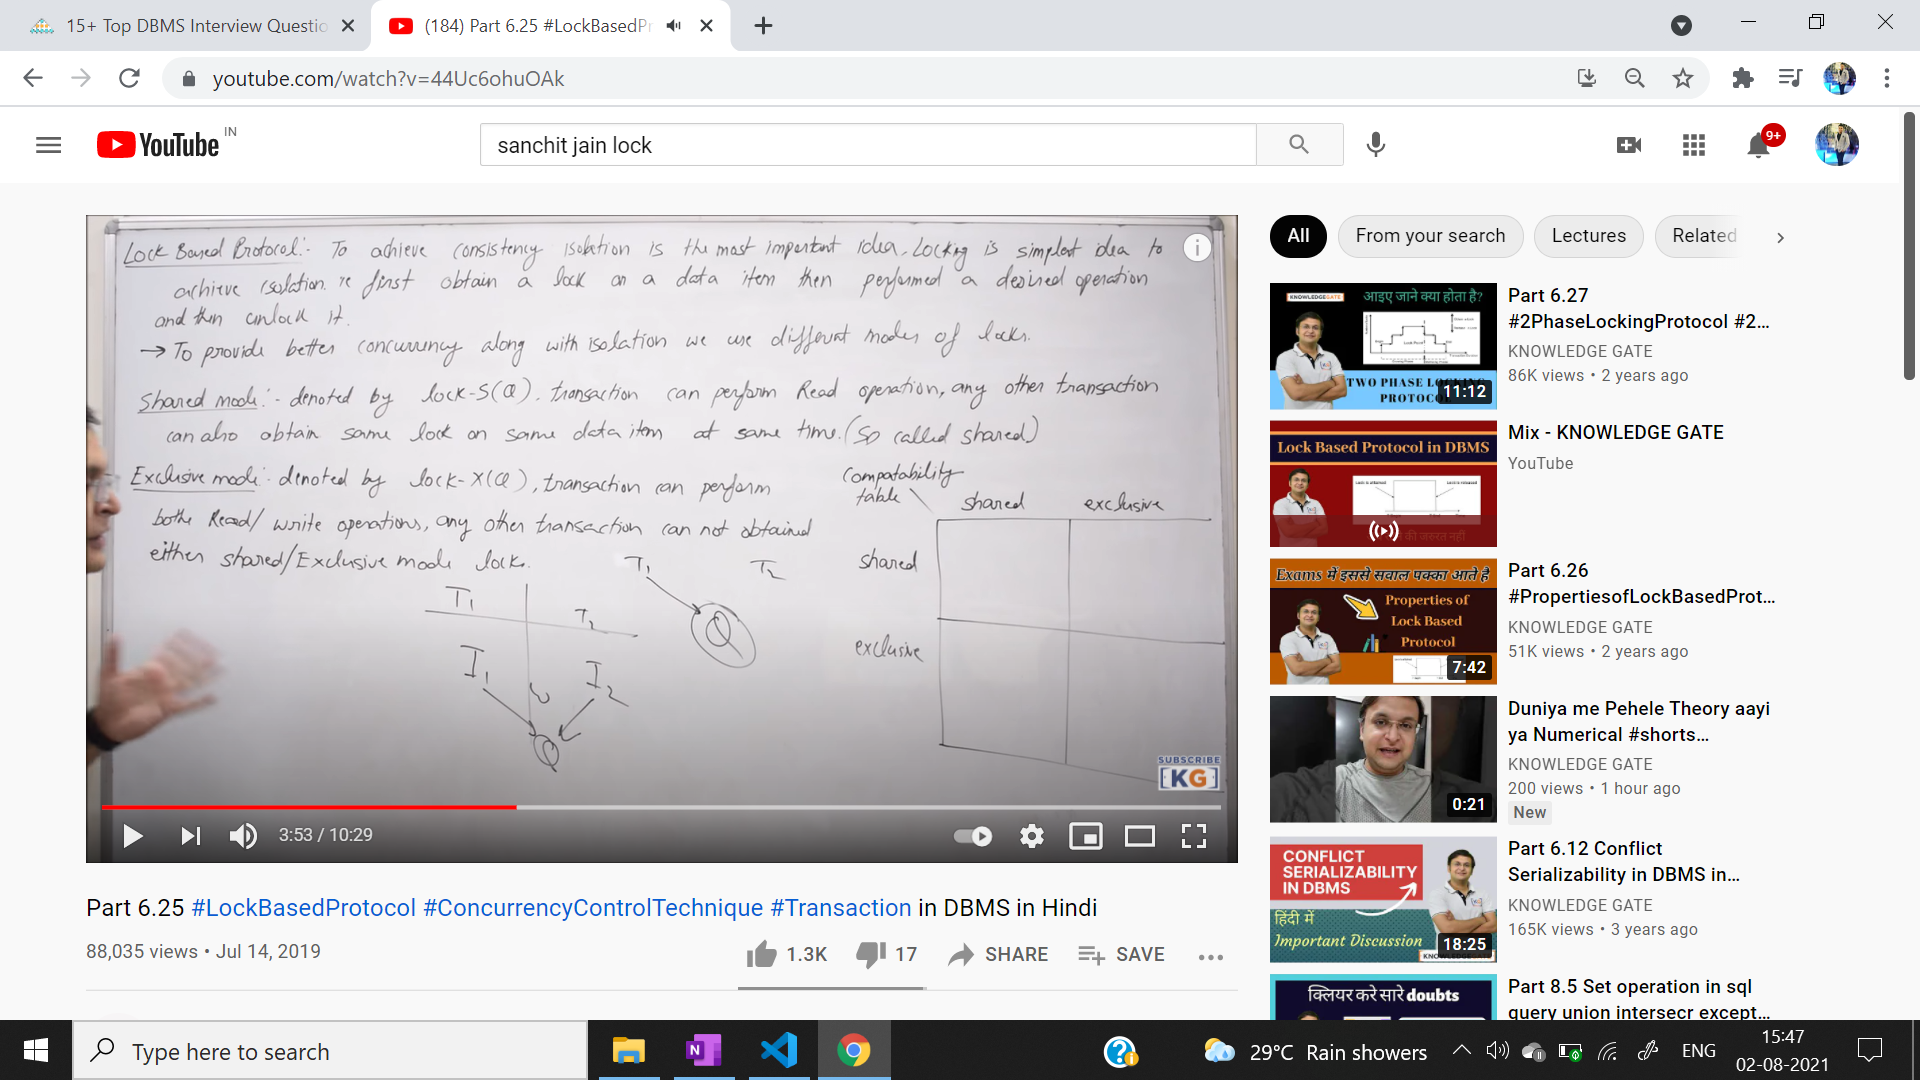 15+ Top DBMS Interview Questio
(184) Part 6.25 #LockBasedPr
youtube.com/watch?v=44Uc6ohuOAk
YouTube IN
sanchit jain lock
9+
Lock Based Protocol:- To achieve consistency isolation is the most important idea. Locking is simplest idea to
achieve isolation. ie first obtain a lock on a data item then performed a desired operation
and then unlock it.
→ To provide better concurrency along with isolation we use different modes of locks.
Shared mode:- denoted by lock-S(Q). transaction can perform Read operation, any other transaction
can also obtain same lock on same data item at same time. (so called shared)
Exclusive mode:- denoted by lock-X(Q), transaction can perform
both Read/write operations, any other transaction can not obtained
either shared/Exclusive mode lock.
Compatability
table
shared exclusive
shared
exclusive
T1 T2
Q
T1 T2
I1 I2
W
Q
SUBSCRIBE
[KG]
3:53 / 10:29
Part 6.25 #LockBasedProtocol #ConcurrencyControlTechnique #Transaction in DBMS in Hindi
88,035 views • Jul 14, 2019
1.3K 17 SHARE SAVE
All From your search Lectures Related
KNOWLEDGEGATE
आइए जाने क्या होता है?
TWO PHASE LOCKING
PROTOCOL
11:12
Part 6.27
#2PhaseLockingProtocol #2...
KNOWLEDGE GATE
86K views • 2 years ago
Lock Based Protocol in DBMS
Mix - KNOWLEDGE GATE
YouTube
Exams में इससे सवाल पक्का आते है
Properties of
Lock Based
Protocol
7:42
Part 6.26
#PropertiesofLockBasedProt...
KNOWLEDGE GATE
51K views • 2 years ago
0:21
Duniya me Pehele Theory aayi
ya Numerical #shorts...
KNOWLEDGE GATE
200 views • 1 hour ago
New
CONFLICT
SERIALIZABILITY
IN DBMS
हिंदी में
Important Discussion
18:25
Part 6.12 Conflict
Serializability in DBMS in...
KNOWLEDGE GATE
165K views • 3 years ago
क्लियर करे सारे doubts
Part 8.5 Set operation in sql
query union intersecr except...
Type here to search
29°C Rain showers
ENG
15:47
02-08-2021